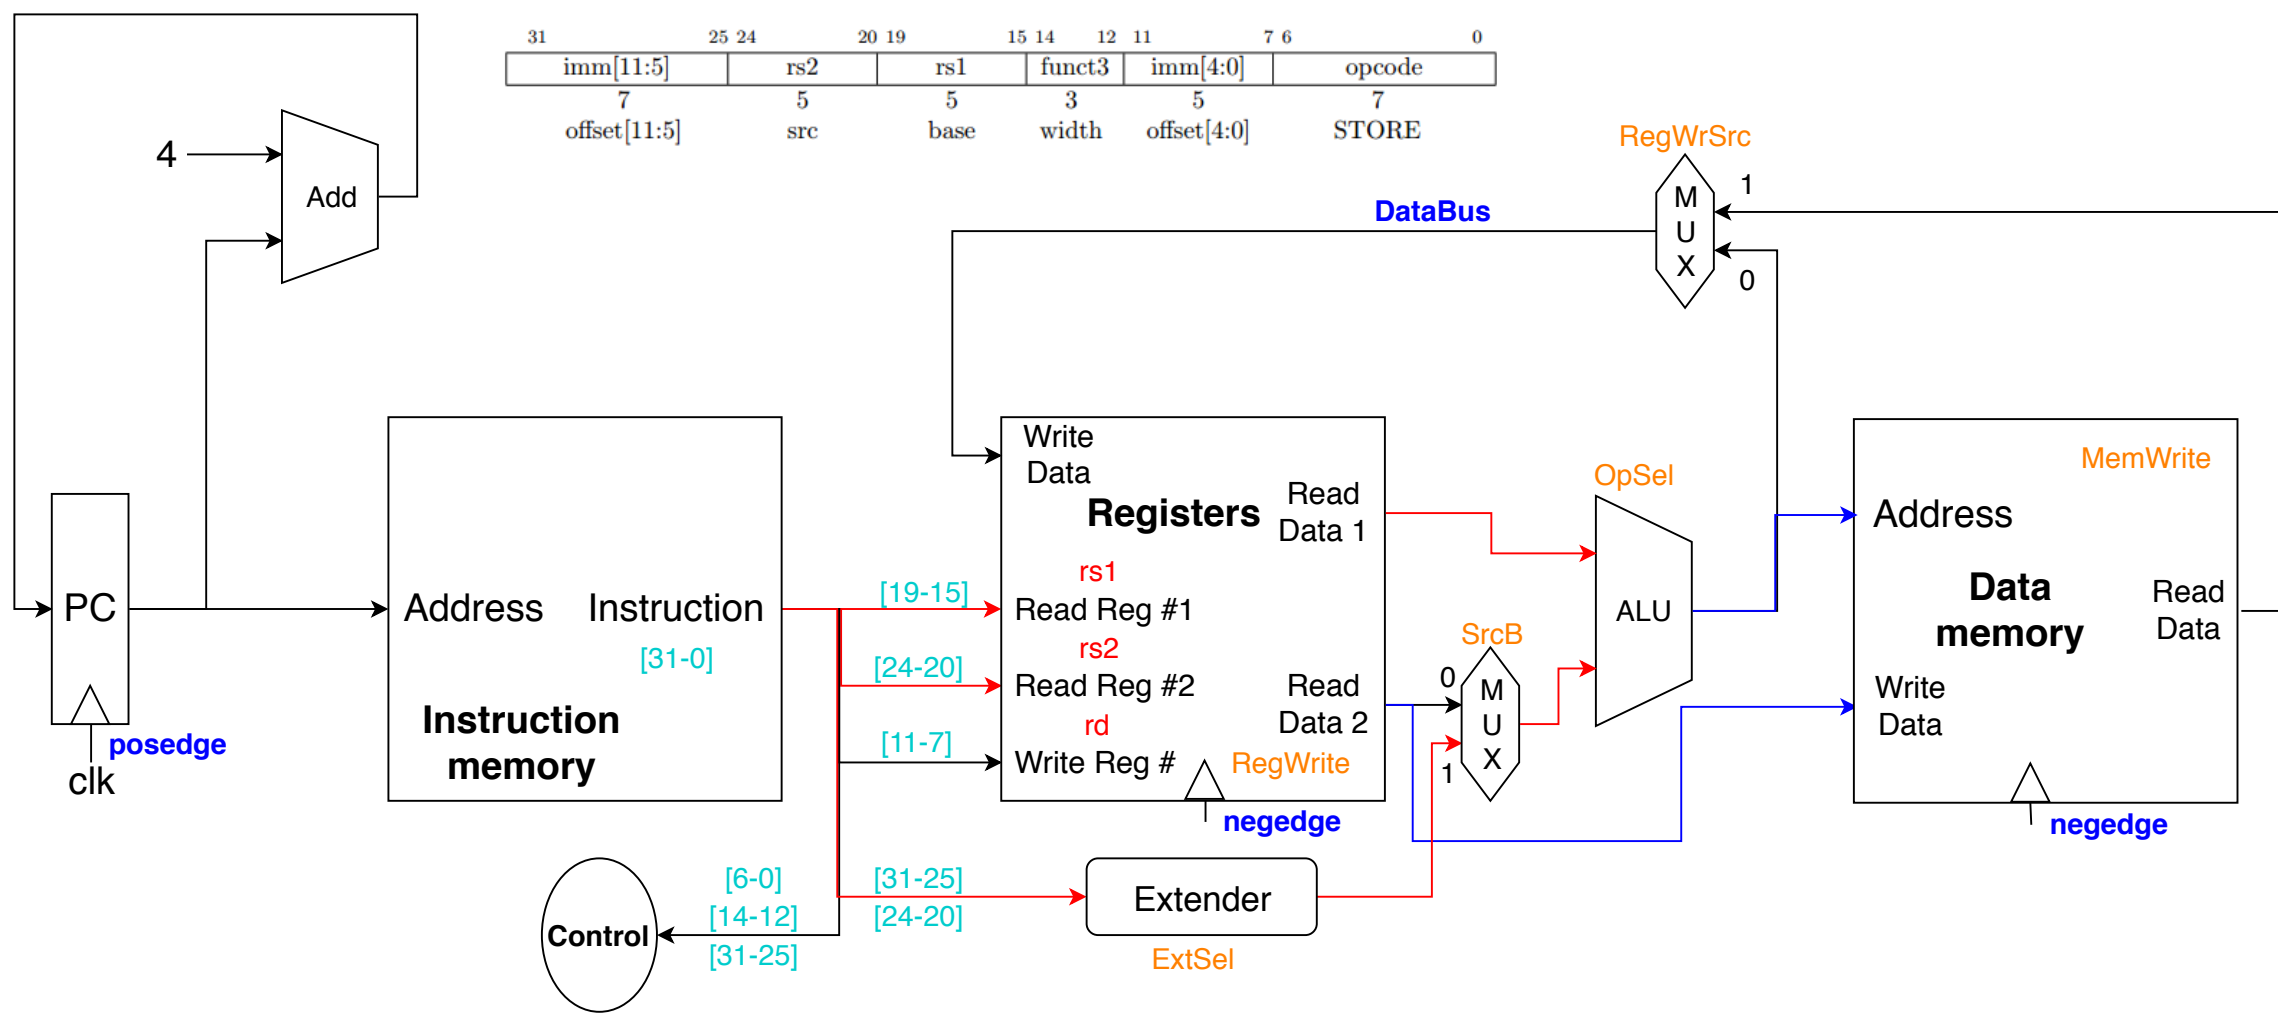 31 25 24 20 19 15 14 12 11 7 6 0
imm[11:5] rs2 rs1 funct3 imm[4:0] opcode
7 5 5 3 5 7
offset[11:5] src base width offset[4:0] STORE
4
Add
RegWrSrc
1
M
U
X
0
DataBus
PC
clk
posedge
Address
Instruction
[31-0]
Instruction
memory
[19-15]
[24-20]
[11-7]
Write
Data
Registers
Read
Data 1
rs1
Read Reg #1
rs2
Read Reg #2
rd
Write Reg #
Read
Data 2
RegWrite
negedge
SrcB
0
M
U
X
1
OpSel
ALU
MemWrite
Address
Data
memory
Read
Data
Write
Data
negedge
Control
[6-0]
[14-12]
[31-25]
[31-25]
[24-20]
Extender
ExtSel